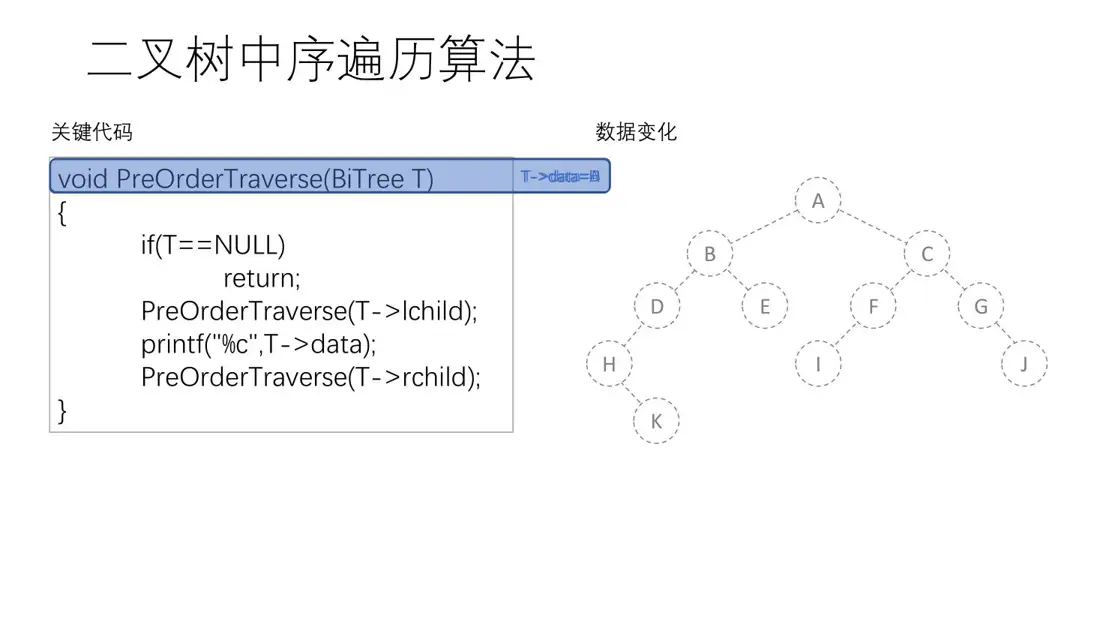 二叉树中序遍历算法
关键代码
数据变化
void PreOrderTraverse(BiTree T)
T->data=
{
if(T==NULL)
return;
PreOrderTraverse(T->lchild);
printf("%c",T->data);
PreOrderTraverse(T->rchild);
}
A
B
C
D
E
F
G
H
I
J
K